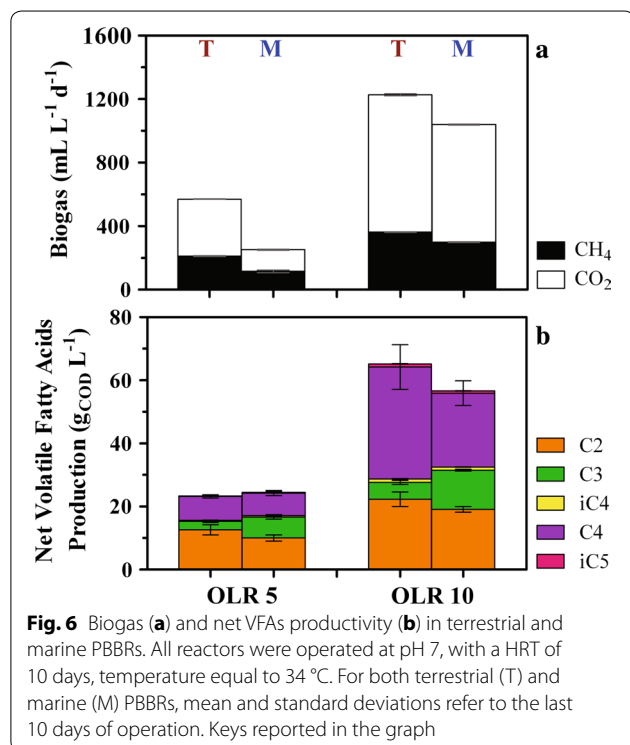 1600
1200
800
400
0
Biogas (mL L⁻¹ d⁻¹)
T M T M
a
CH₄
CO₂
80
60
40
20
0
Net Volatile Fatty Acids
Production (gCOD L⁻¹)
b
C2
C3
iC4
C4
iC5
OLR 5 OLR 10
Fig. 6 Biogas (a) and net VFAs productivity (b) in terrestrial and
marine PBBRs. All reactors were operated at pH 7, with a HRT of
10 days, temperature equal to 34 °C. For both terrestrial (T) and
marine (M) PBBRs, mean and standard deviations refer to the last
10 days of operation. Keys reported in the graph